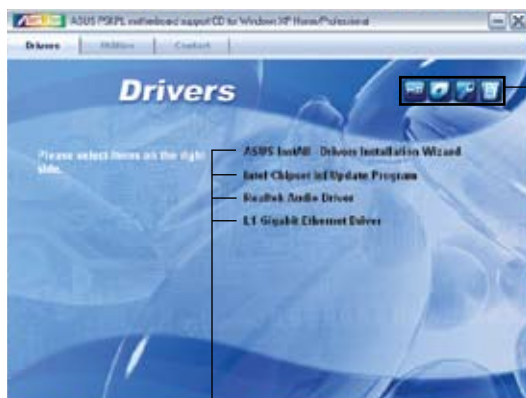 ASUS P5KPL motherboard support CD for Windows XP Home/Professional
Drivers Utilities Contact
Drivers
Please select items on the right side.
ASUS InstAll - Drivers Installation Wizard
Intel Chipset Inf Update Program
Realtek Audio Driver
L1 Gigabit Ethernet Driver